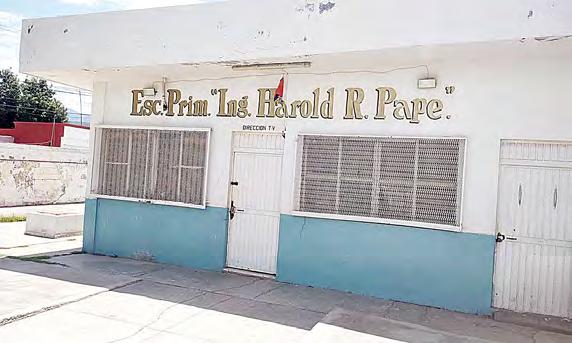 Esc. Prim. "Ing. Harold R. Pape."
DIRECCION T.V